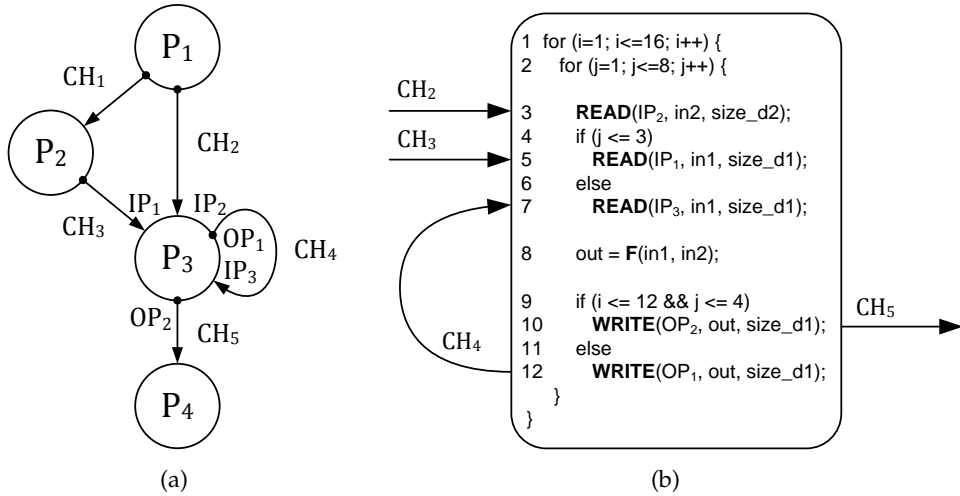 P₁
CH₁
P₂
CH₂
IP₁
IP₂
CH₃
OP₁
CH₄
P₃
IP₃
OP₂
CH₅
P₄
(a)
CH₂
CH₃
CH₄
CH₅
1 for (i=1; i<=16; i++) {
2 for (j=1; j<=8; j++) {
3 READ(IP₂, in2, size_d2);
4 if (j <= 3)
5 READ(IP₁, in1, size_d1);
6 else
7 READ(IP₃, in1, size_d1);
8 out = F(in1, in2);
9 if (i <= 12 && j <= 4)
10 WRITE(OP₂, out, size_d1);
11 else
12 WRITE(OP₁, out, size_d1);
}
}
(b)